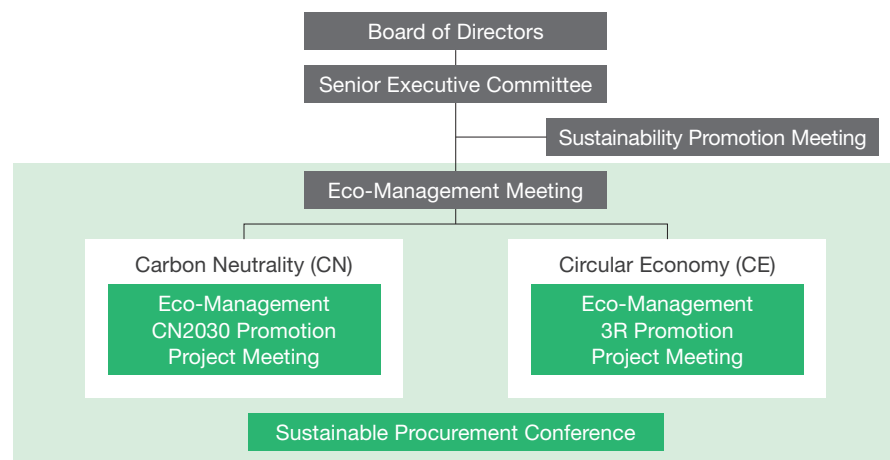 Board of Directors
Senior Executive Committee
Sustainability Promotion Meeting
Eco-Management Meeting
Carbon Neutrality (CN)
Eco-Management
CN2030 Promotion
Project Meeting
Circular Economy (CE)
Eco-Management
3R Promotion
Project Meeting
Sustainable Procurement Conference